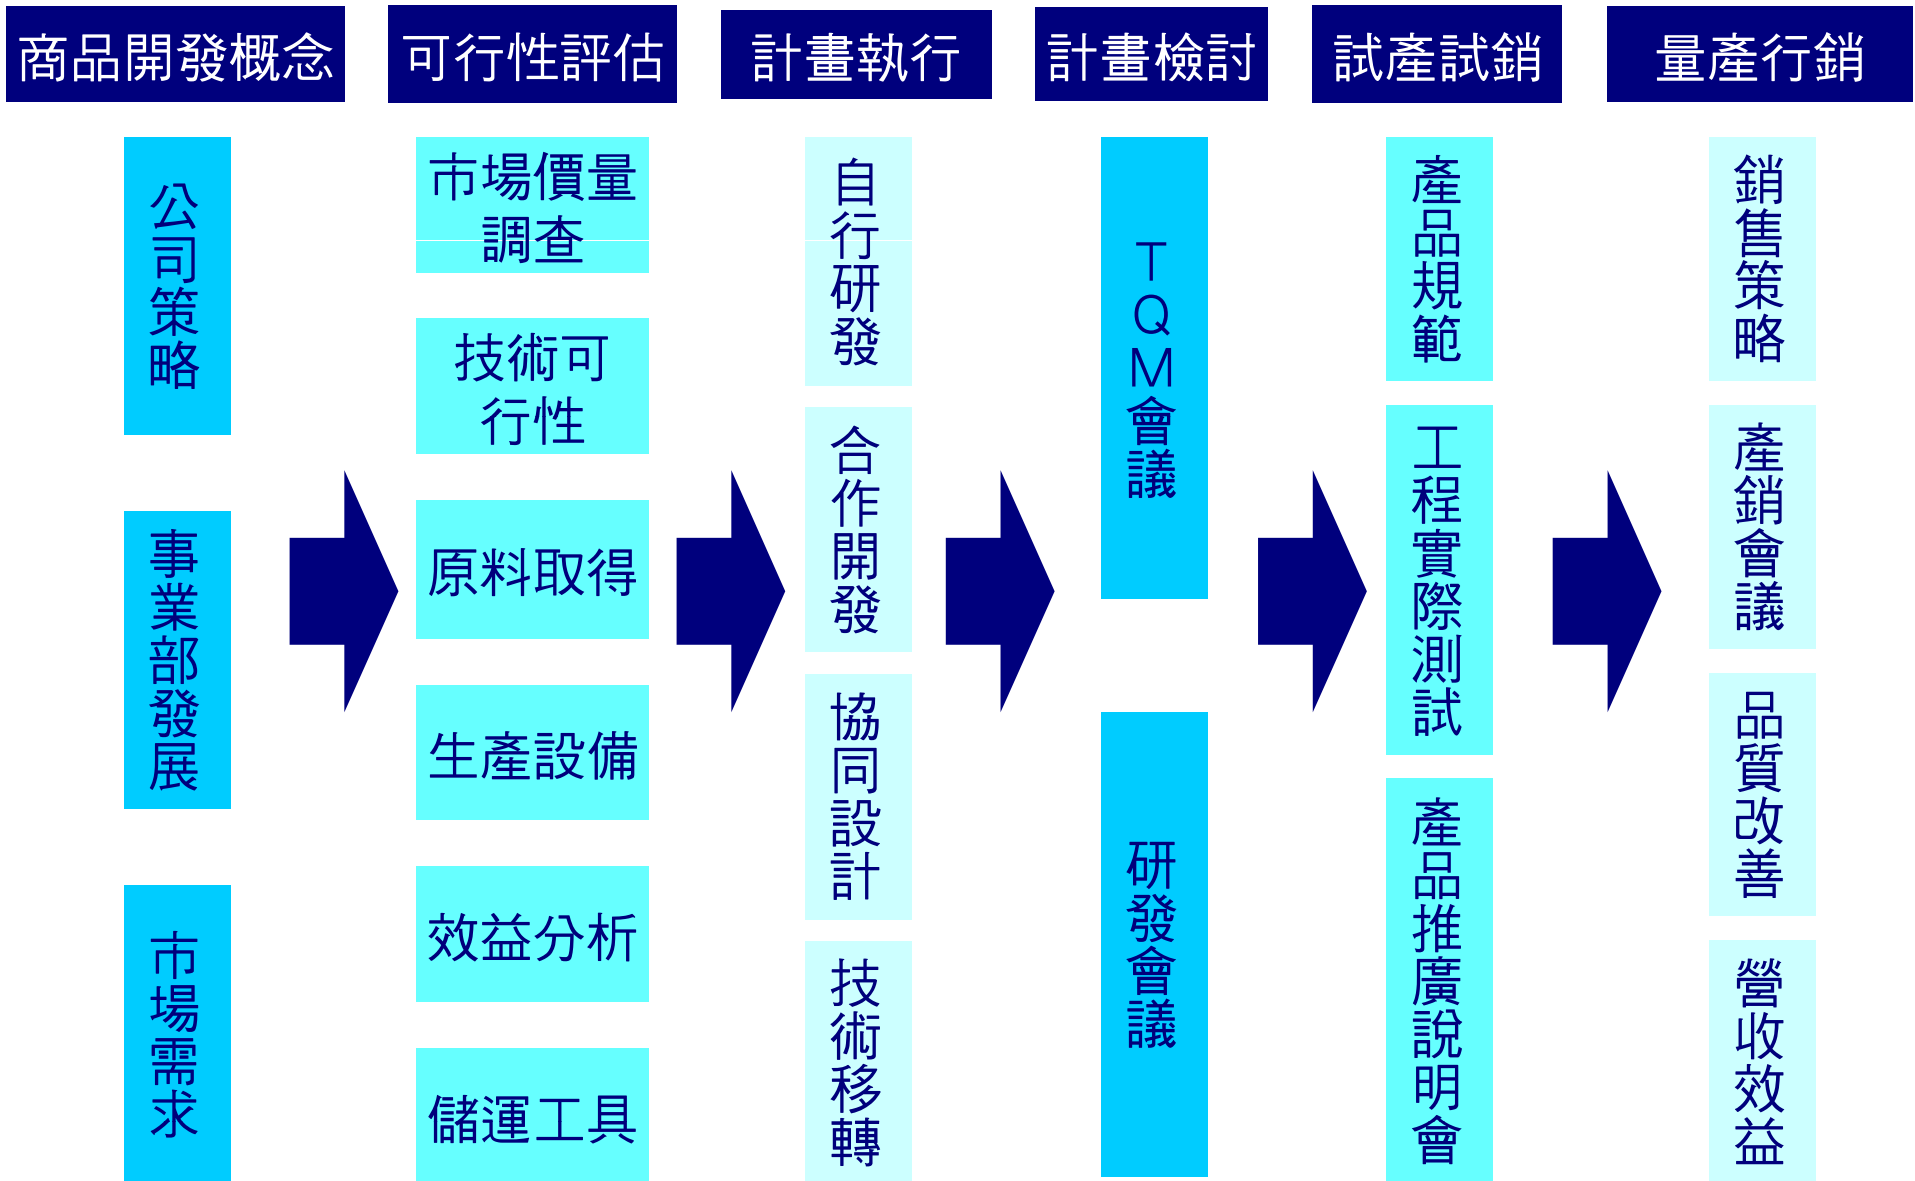 商品開發概念
可行性評估
計畫執行
計畫檢討
試產試銷
量產行銷
公司策略
事業部發展
市場需求
市場價量
調查
技術可
行性
原料取得
生產設備
效益分析
儲運工具
自行研發
合作開發
協同設計
技術移轉
ＴＱＭ會議
研發會議
產品規範
工程實際測試
產品推廣說明會
銷售策略
產銷會議
品質改善
營收效益